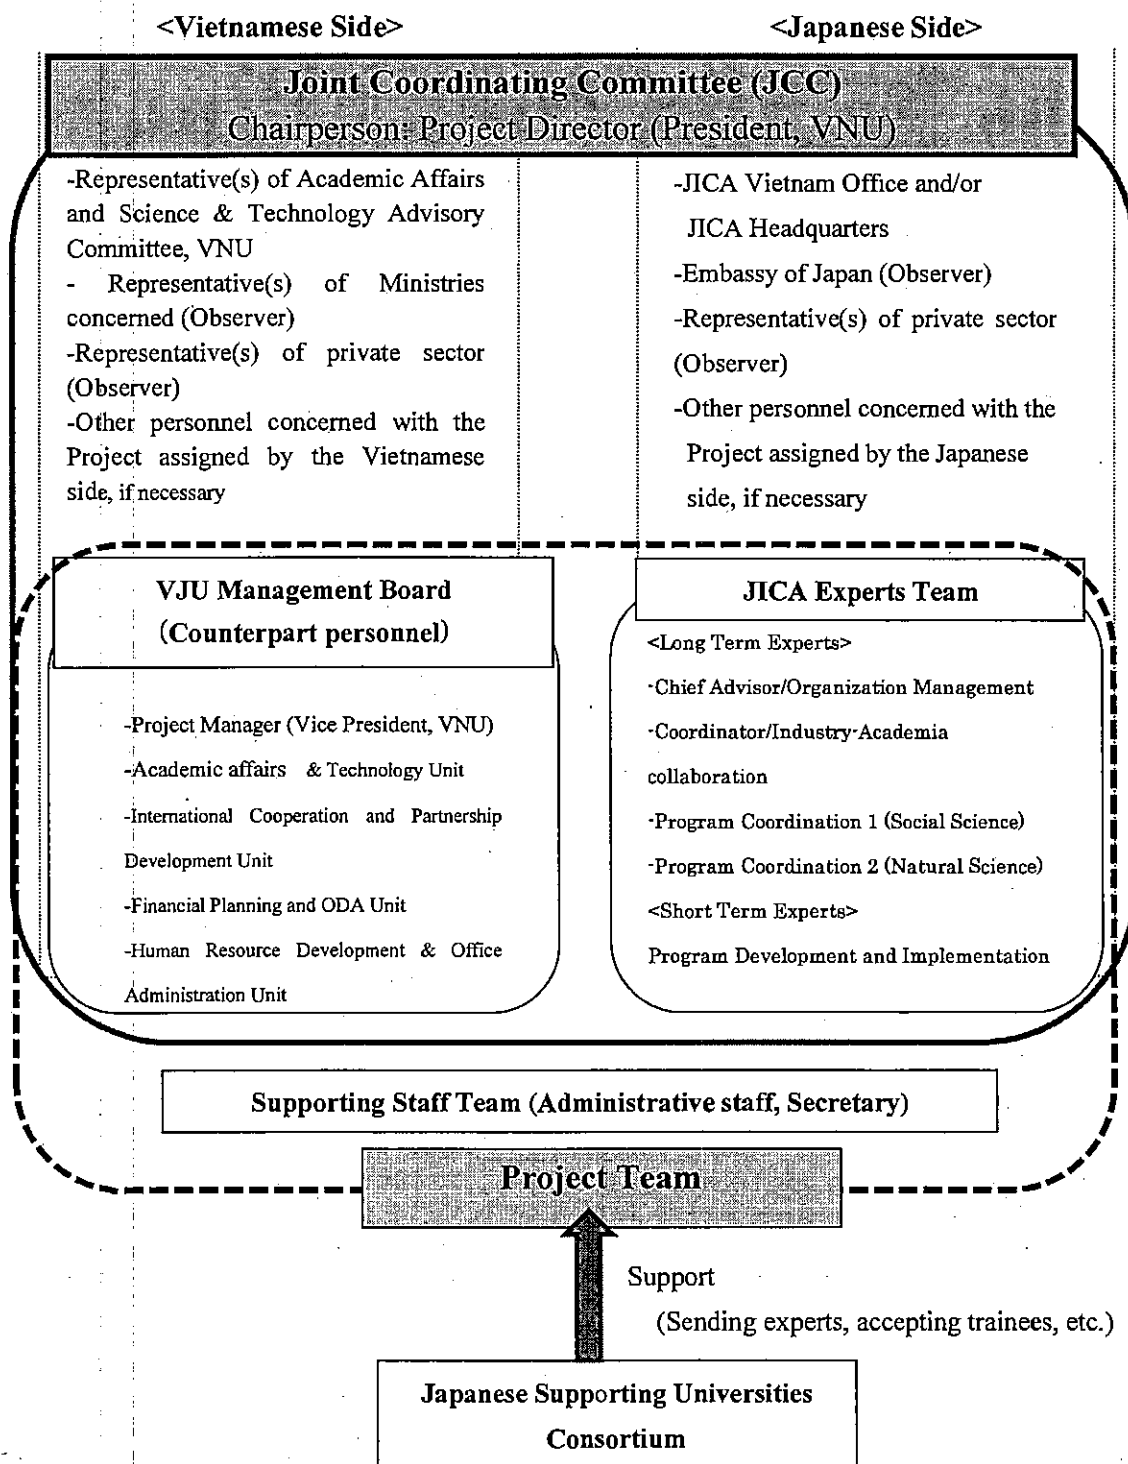 <Vietnamese Side>
<Japanese Side>
Joint Coordinating Committee (JCC)
Chairperson: Project Director (President, VNU)
-Representative(s) of Academic Affairs
and Science & Technology Advisory
Committee, VNU
- Representative(s) of Ministries
concerned (Observer)
-Representative(s) of private sector
(Observer)
-Other personnel concerned with the
Project assigned by the Vietnamese
side, if necessary
-JICA Vietnam Office and/or
JICA Headquarters
-Embassy of Japan (Observer)
-Representative(s) of private sector
(Observer)
-Other personnel concerned with the
Project assigned by the Japanese
side, if necessary
VJU Management Board
(Counterpart personnel)
-Project Manager (Vice President, VNU)
-Academic affairs & Technology Unit
-International Cooperation and Partnership
Development Unit
-Financial Planning and ODA Unit
-Human Resource Development & Office
Administration Unit
JICA Experts Team
<Long Term Experts>
-Chief Advisor/Organization Management
-Coordinator/Industry-Academia
collaboration
-Program Coordination 1 (Social Science)
-Program Coordination 2 (Natural Science)
<Short Term Experts>
Program Development and Implementation
Supporting Staff Team (Administrative staff, Secretary)
Project Team
Support
(Sending experts, accepting trainees, etc.)
Japanese Supporting Universities
Consortium